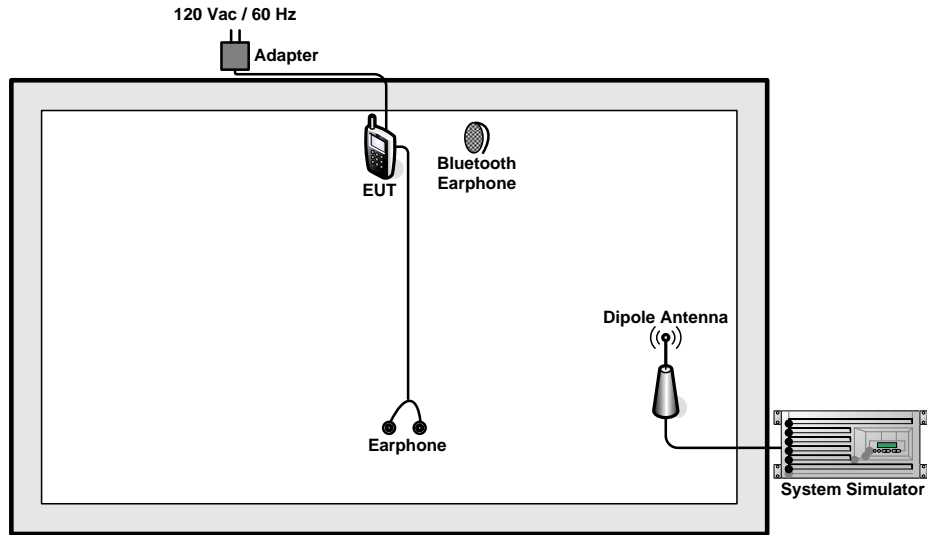 120 Vac / 60 Hz
Adapter
EUT
Bluetooth
Earphone
Dipole Antenna
Earphone
System Simulator